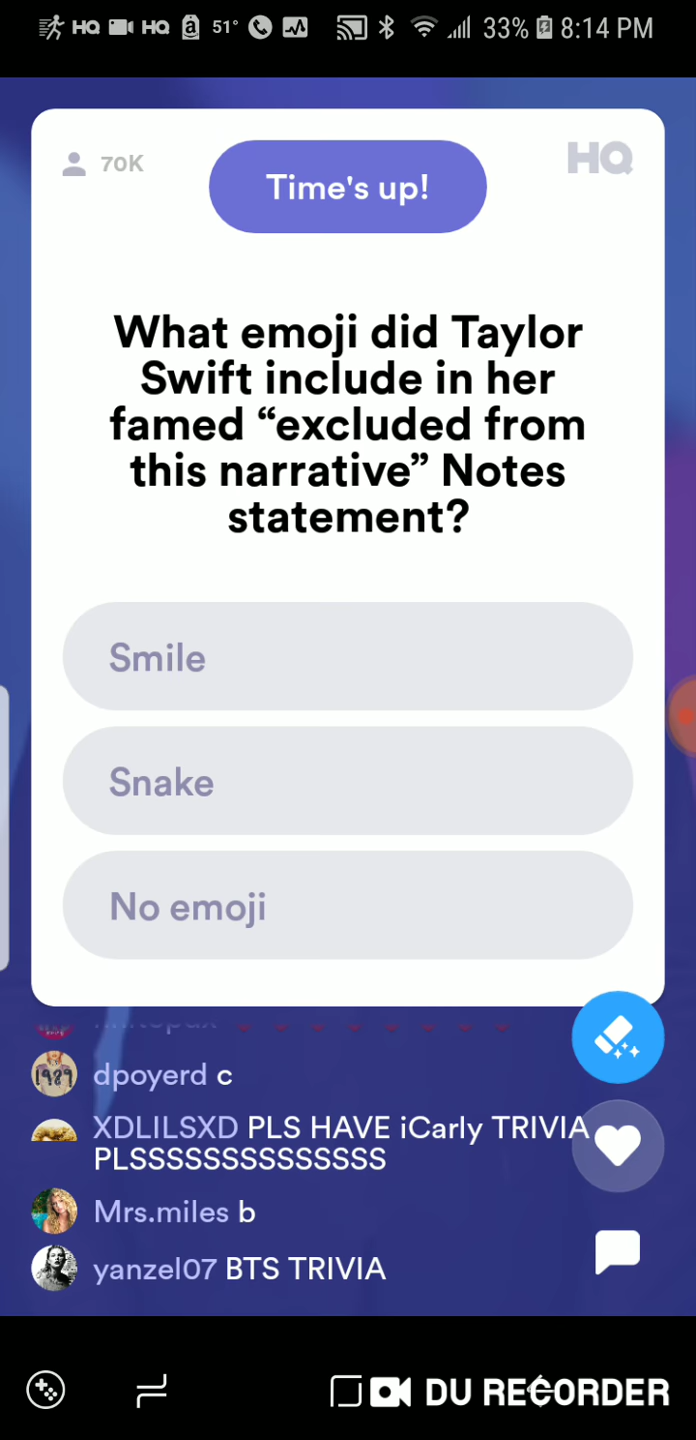 HQ HQ a 51° 33% 8:14 PM
70K
Time's up!
HQ
What emoji did Taylor
Swift include in her
famed “excluded from
this narrative” Notes
statement?
Smile
Snake
No emoji
dpoyerd c
XDLILSXD PLS HAVE iCarly TRIVIA
PLSSSSSSSSSSSSSS
Mrs.miles b
yanzel07 BTS TRIVIA
DU RECORDER